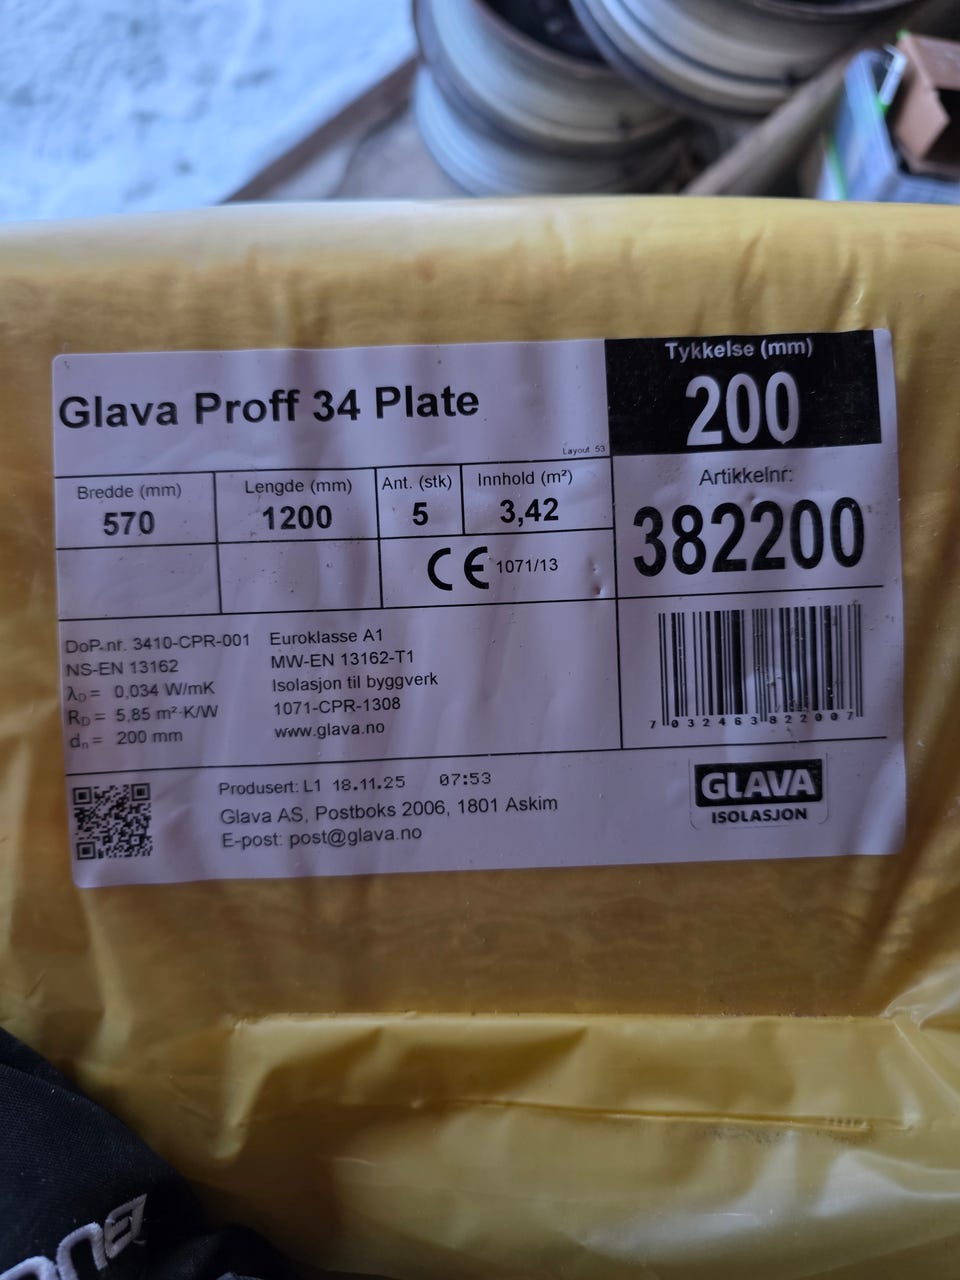 Glava Proff 34 Plate
Layout 53
Tykkelse (mm)
200
Bredde (mm)
570
Lengde (mm)
1200
Ant. (stk)
5
Innhold (m²)
3,42
Artikkelnr:
382200
CE 1071/13
DoP.nr. 3410-CPR-001
NS-EN 13162
λD = 0,034 W/mK
RD = 5,85 m²·K/W
dn = 200 mm
Euroklasse A1
MW-EN 13162-T1
Isolasjon til byggverk
1071-CPR-1308
www.glava.no
7 032463 822007
Produsert: L1 18.11.25 07:53
Glava AS, Postboks 2006, 1801 Askim
E-post: post@glava.no
GLAVA
ISOLASJON